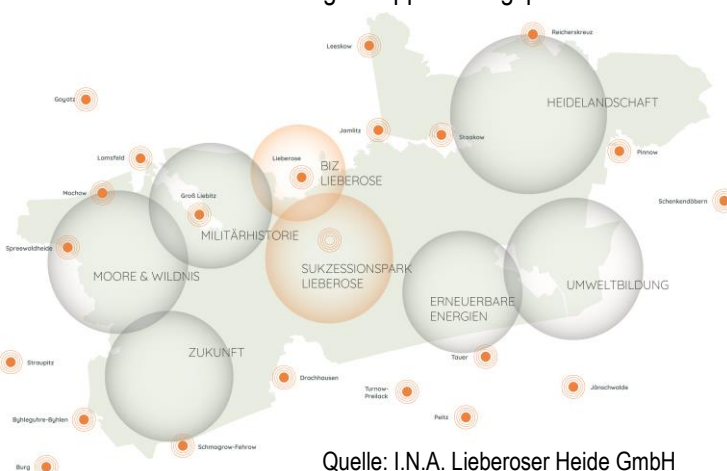 Reicherskreuz
Leeskow
HEIDELANDSCHAFT
Goyatz
Jamlitz
Staakow
Pinnow
Lamsfeld
Lieberose
BIZ
LIEBEROSE
Mochow
Groß Liebitz
Schenkendöbern
MILITÄRHISTORIE
Spreewaldheide
MOORE & WILDNIS
SUKZESSIONSPARK
LIEBEROSE
UMWELTBILDUNG
ERNEUERBARE
ENERGIEN
ZUKUNFT
Tauer
Straupitz
Drachhausen
Turnow-
Preilack
Jänschwalde
Byhleguhre-Byhlen
Peitz
Schmogrow-Fehrow
Burg
Quelle: I.N.A. Lieberoser Heide GmbH